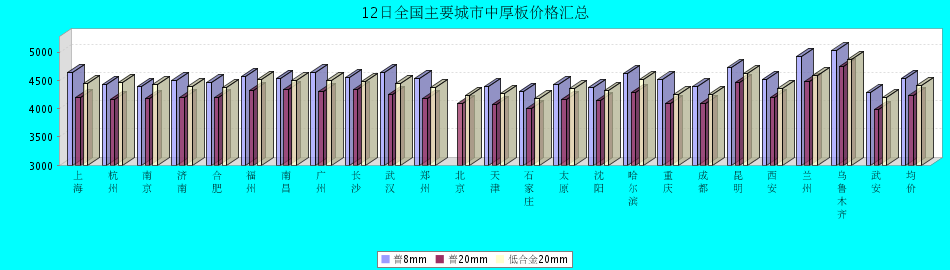 12日全国主要城市中厚板价格汇总
5000
4500
4000
3500
3000
上海
杭州
南京
济南
合肥
福州
南昌
广州
长沙
武汉
郑州
北京
天津
石家庄
太原
沈阳
哈尔滨
重庆
成都
昆明
西安
兰州
乌鲁木齐
武安
均价
普8mm
普20mm
低合金20mm